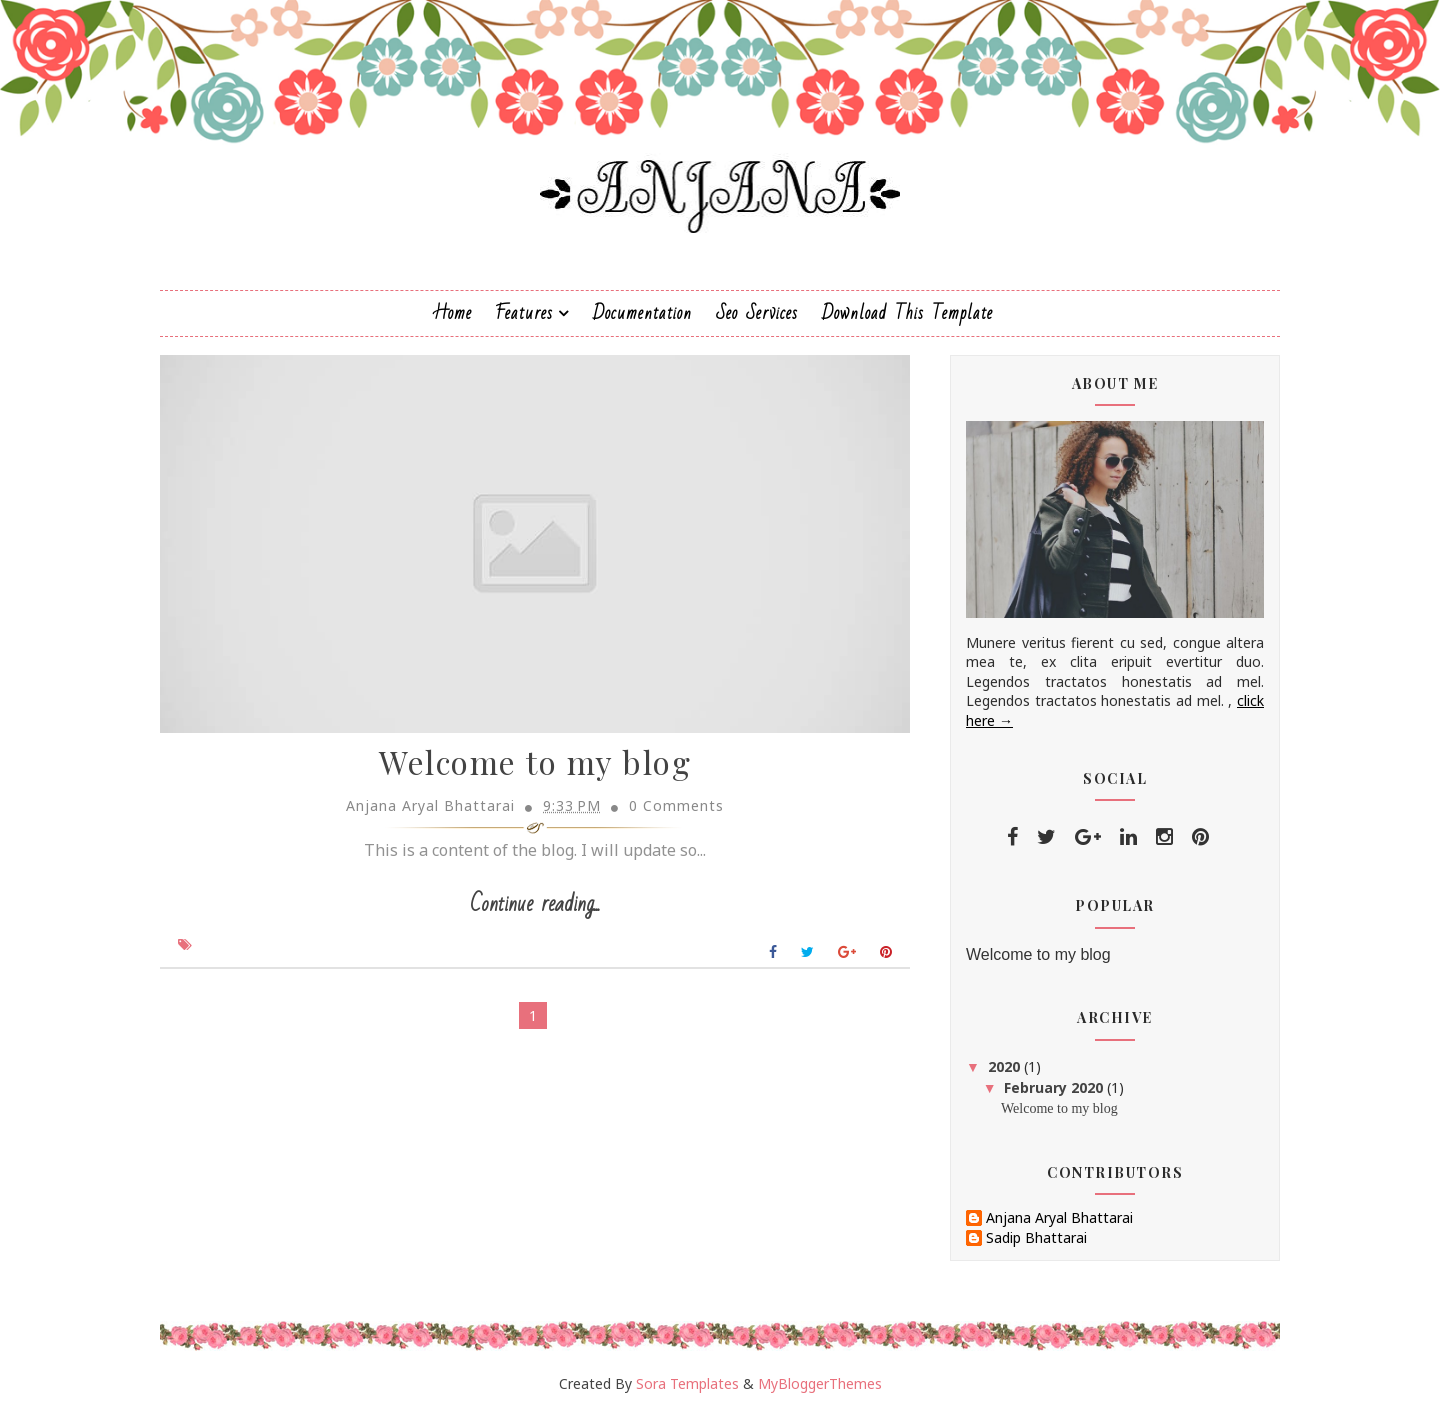 ANJANA
Home Features Documentation Seo Services Download This Template
Welcome to my blog
Anjana Aryal Bhattarai 9:33 PM 0 Comments
This is a content of the blog. I will update so...
Continue reading...
1
ABOUT ME
Munere veritus fierent cu sed, congue altera
mea te, ex clita eripuit evertitur duo.
Legendos tractatos honestatis ad mel.
Legendos tractatos honestatis ad mel. , click
here →
SOCIAL
POPULAR
Welcome to my blog
ARCHIVE
▼ 2020 (1)
▼ February 2020 (1)
Welcome to my blog
CONTRIBUTORS
Anjana Aryal Bhattarai
Sadip Bhattarai
Created By Sora Templates & MyBloggerThemes